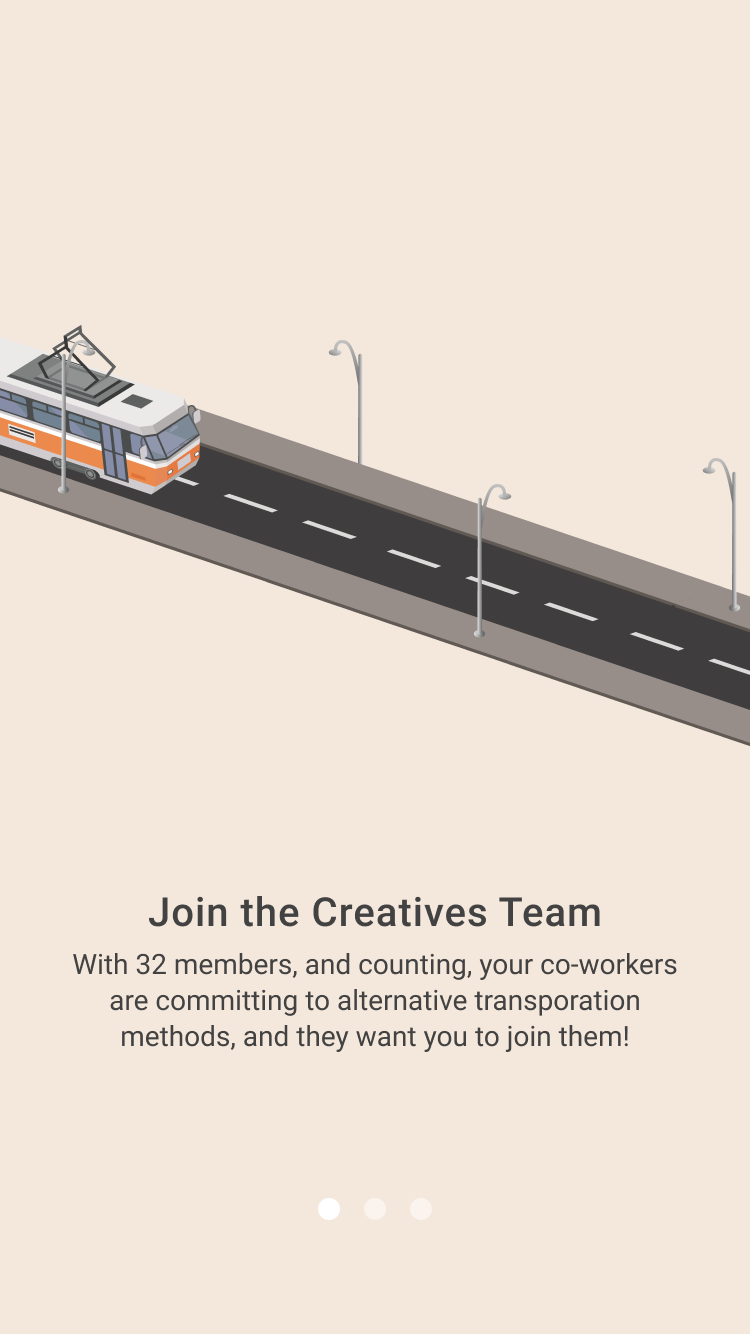 Join the Creatives Team
With 32 members, and counting, your co-workers
are committing to alternative transporation
methods, and they want you to join them!